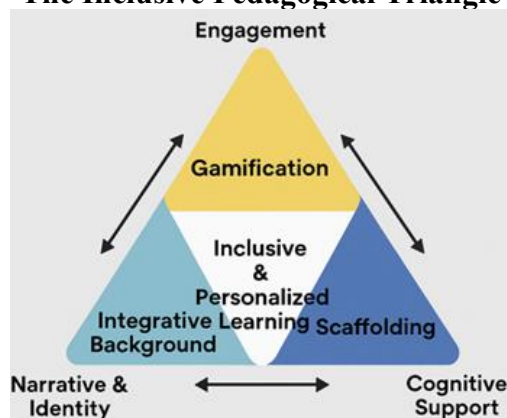 The Inclusive Pedagogical Triangle
Engagement
Gamification
Inclusive
&
Personalized
Learning
Integrative
Background
Scaffolding
Narrative &
Identity
Cognitive
Support